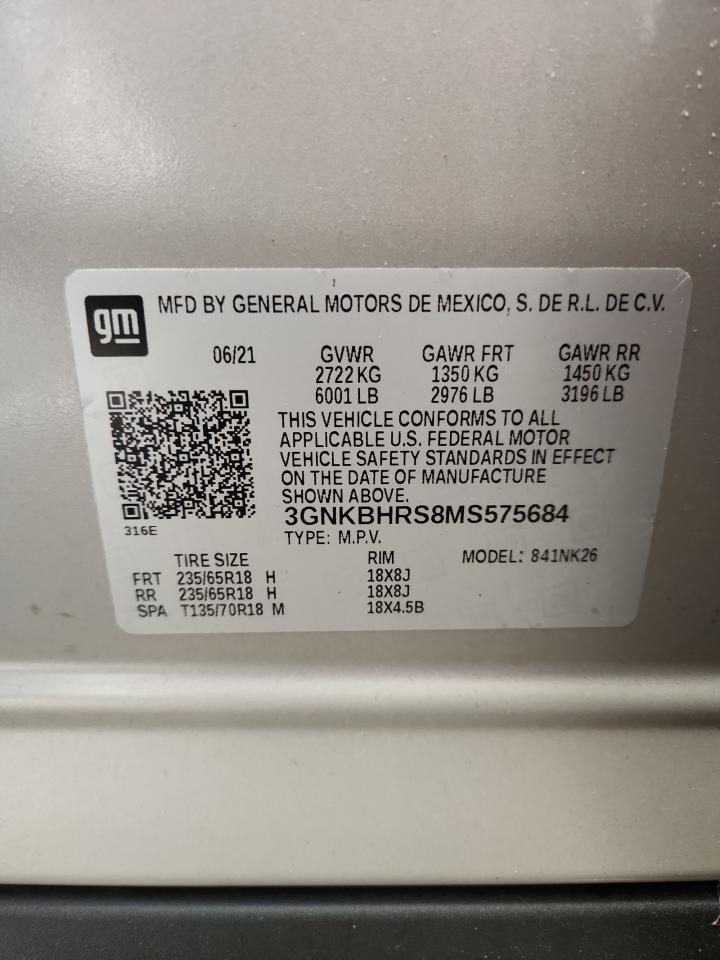 gm
MFD BY GENERAL MOTORS DE MEXICO, S. DE R.L. DE C.V.
06/21 GVWR GAWR FRT GAWR RR
2722 KG 1350 KG 1450 KG
6001 LB 2976 LB 3196 LB
THIS VEHICLE CONFORMS TO ALL
APPLICABLE U.S. FEDERAL MOTOR
VEHICLE SAFETY STANDARDS IN EFFECT
ON THE DATE OF MANUFACTURE
SHOWN ABOVE.
3GNKBHRS8MS575684
316E
TYPE: M.P.V.
TIRE SIZE RIM MODEL: 841NK26
FRT 235/65R18 H 18X8J
RR 235/65R18 H 18X8J
SPA T135/70R18 M 18X4.5B